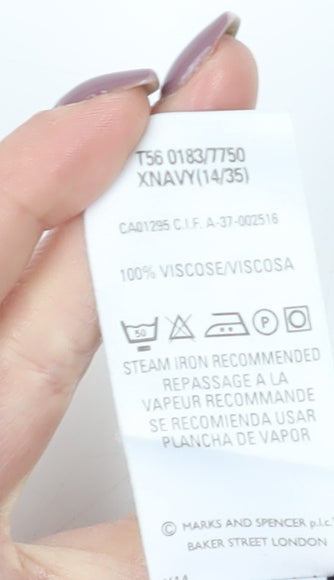 T56 0183/7750
XNAVY(14/35)
CA01295 C.I.F. A-37-002516
100% VISCOSE/VISCOSA
50 P
STEAM IRON RECOMMENDED
REPASSAGE A LA
VAPEUR RECOMMANDE
SE RECOMIENDA USAR
PLANCHA DE VAPOR
© MARKS AND SPENCER p.l.c.
BAKER STREET LONDON